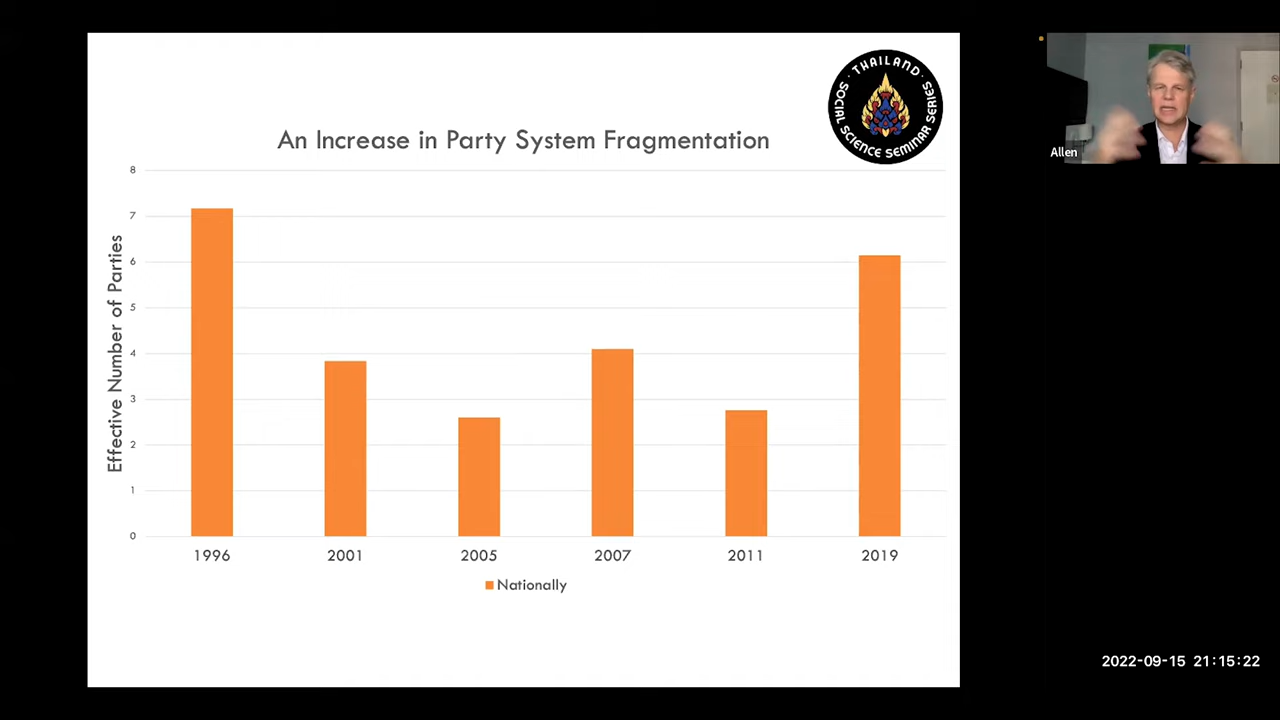 THAILAND
SOCIAL SCIENCE SEMINAR SERIES
An Increase in Party System Fragmentation
Effective Number of Parties
8
7
6
5
4
3
2
1
0
1996 2001 2005 2007 2011 2019
Nationally
Allen
2022-09-15 21:15:22